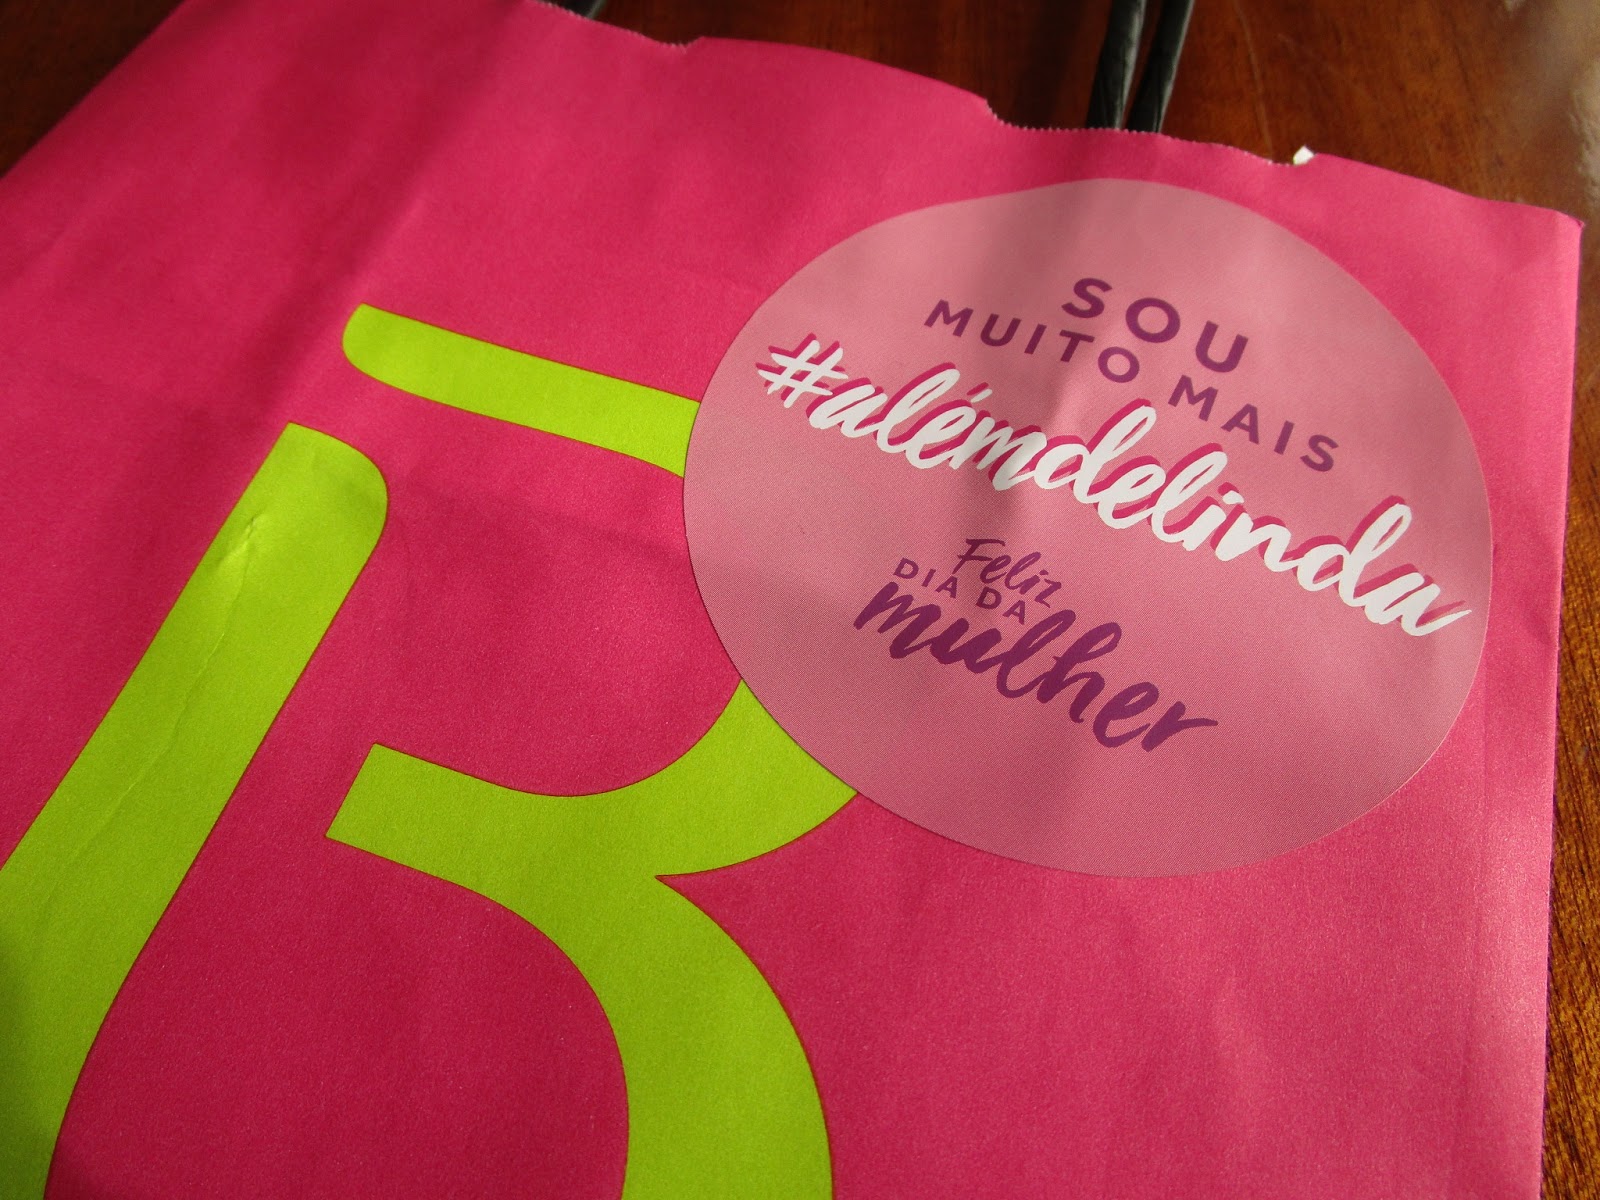 SOU
MUITO MAIS
#alémdelinda
Feliz
DIA DA
mulher
B